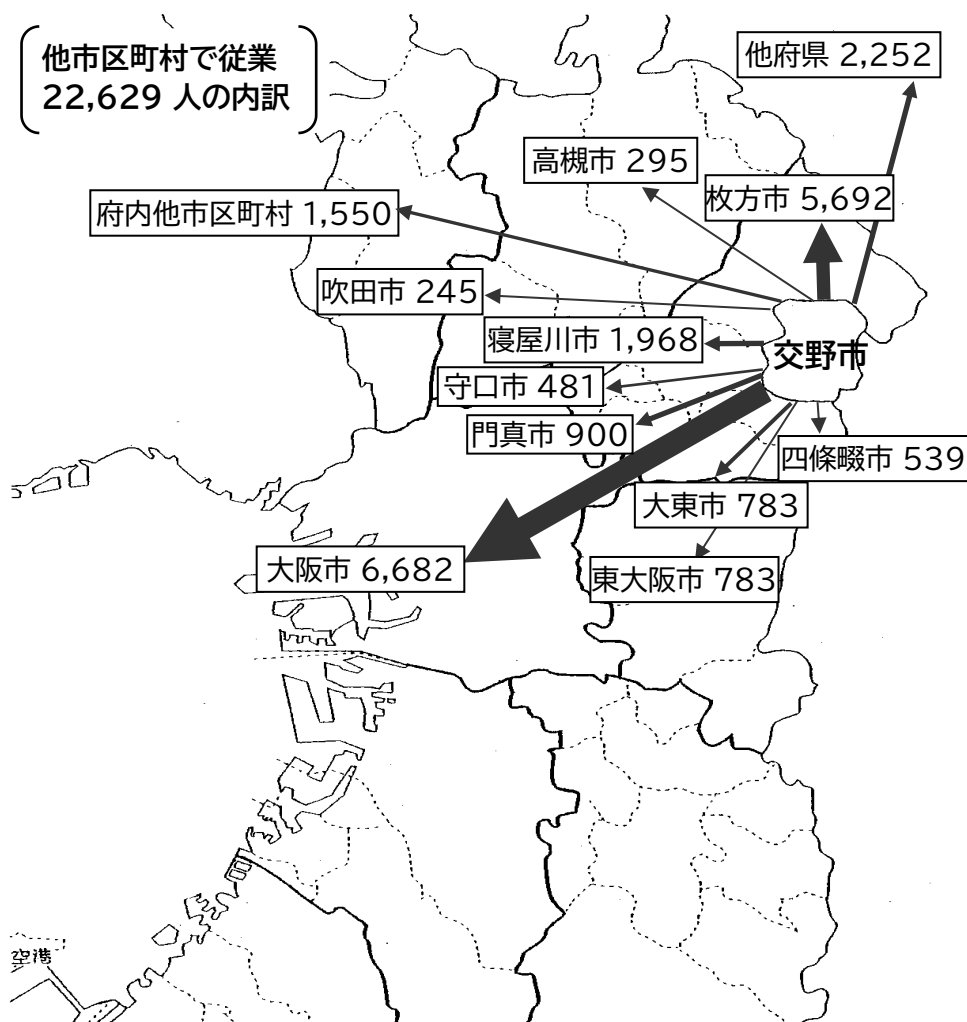 他市区町村で従業
22,629 人の内訳
他府県 2,252
高槻市 295
枚方市 5,692
府内他市区町村 1,550
吹田市 245
寝屋川市 1,968
交野市
守口市 481
門真市 900
四條畷市 539
大東市 783
大阪市 6,682
東大阪市 783
空港